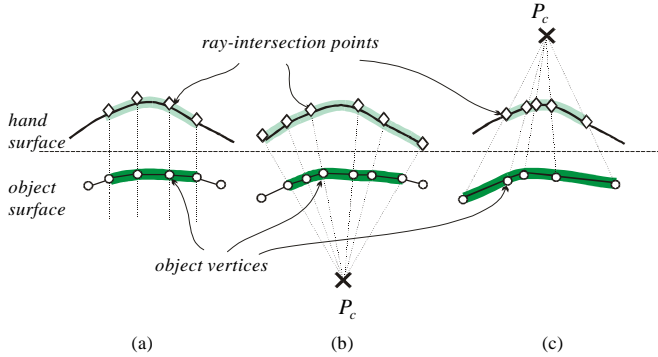 P_c
ray-intersection points
hand
surface
object
surface
object vertices
P_c
(a)
(b)
(c)